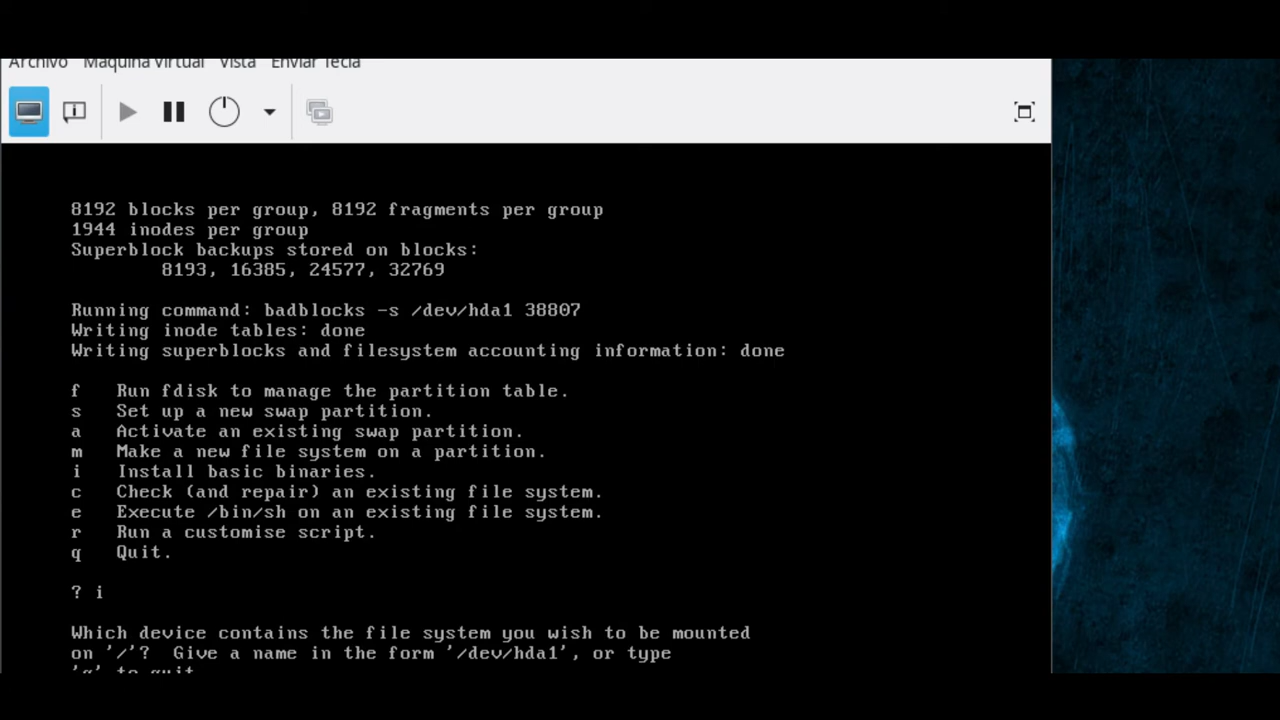 Archivo Máquina Virtual Vista Enviar Tecla
8192 blocks per group, 8192 fragments per group
1944 inodes per group
Superblock backups stored on blocks:
8193, 16385, 24577, 32769
Running command: badblocks -s /dev/hda1 38807
Writing inode tables: done
Writing superblocks and filesystem accounting information: done
f Run fdisk to manage the partition table.
s Set up a new swap partition.
a Activate an existing swap partition.
m Make a new file system on a partition.
i Install basic binaries.
c Check (and repair) an existing file system.
e Execute /bin/sh on an existing file system.
r Run a customise script.
q Quit.
? i
Which device contains the file system you wish to be mounted
on '/'? Give a name in the form '/dev/hda1', or type
'q' to quit